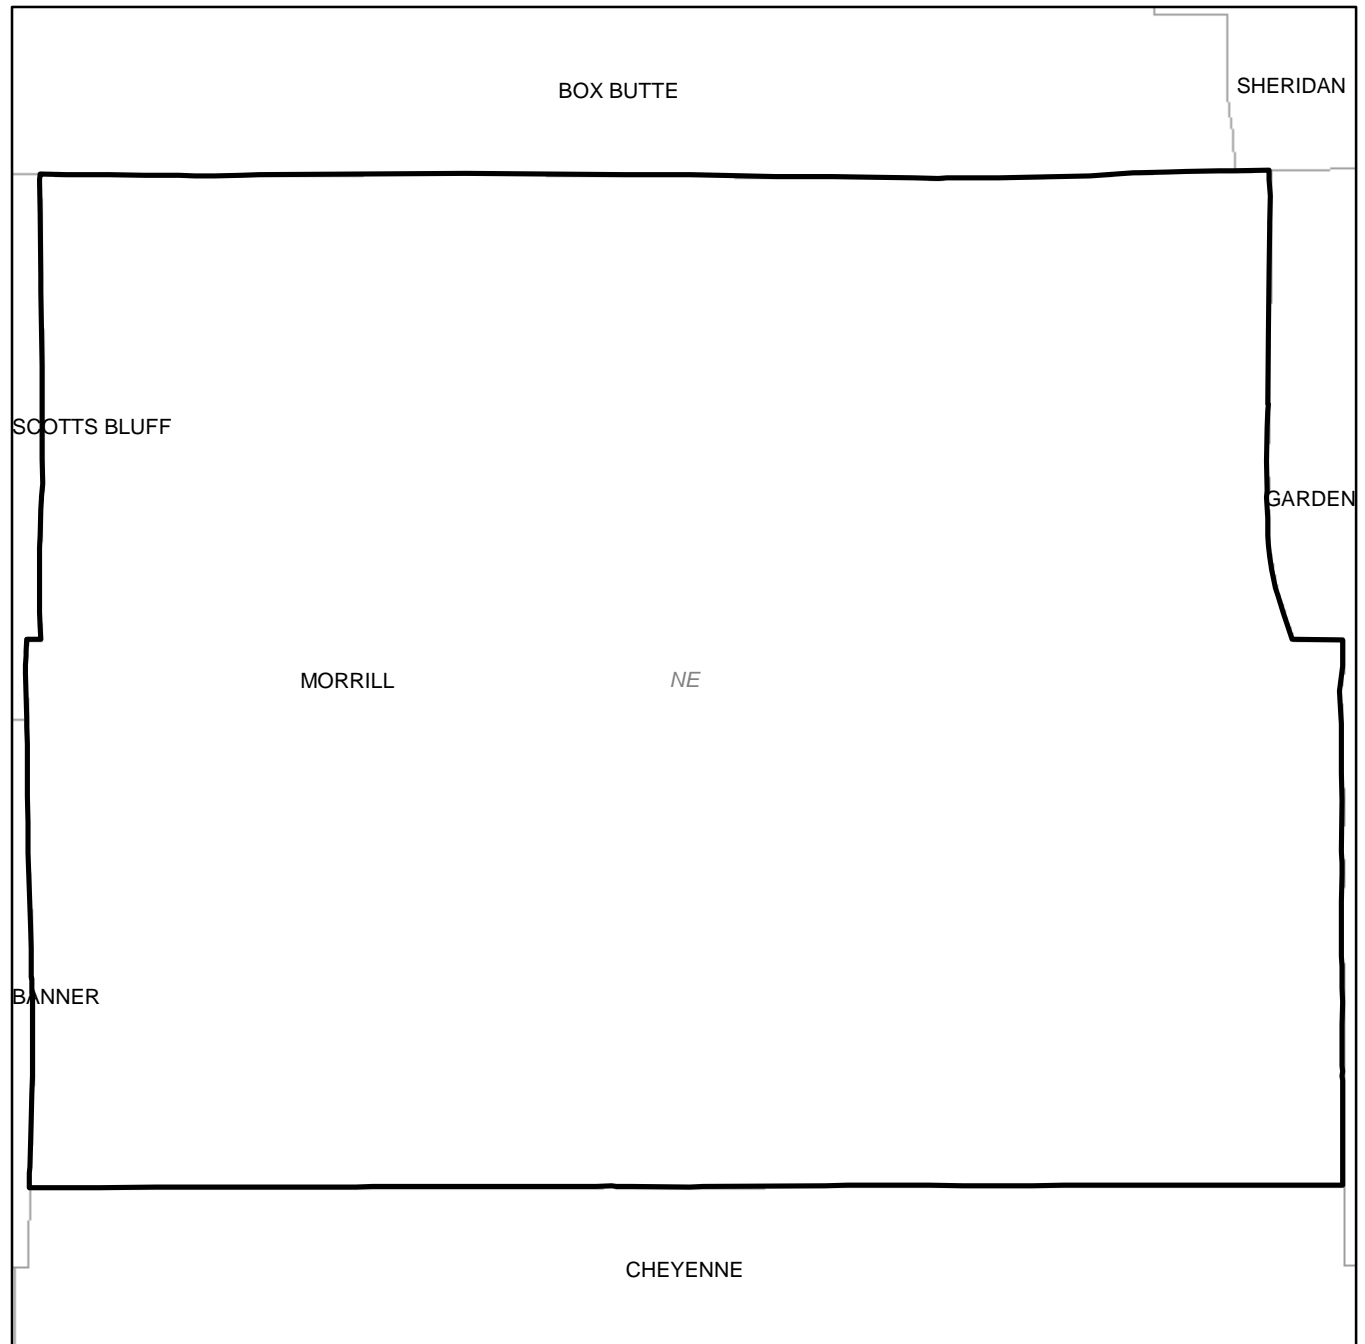 BOX BUTTE
SHERIDAN
SCOTTS BLUFF
GARDEN
MORRILL
NE
BANNER
CHEYENNE